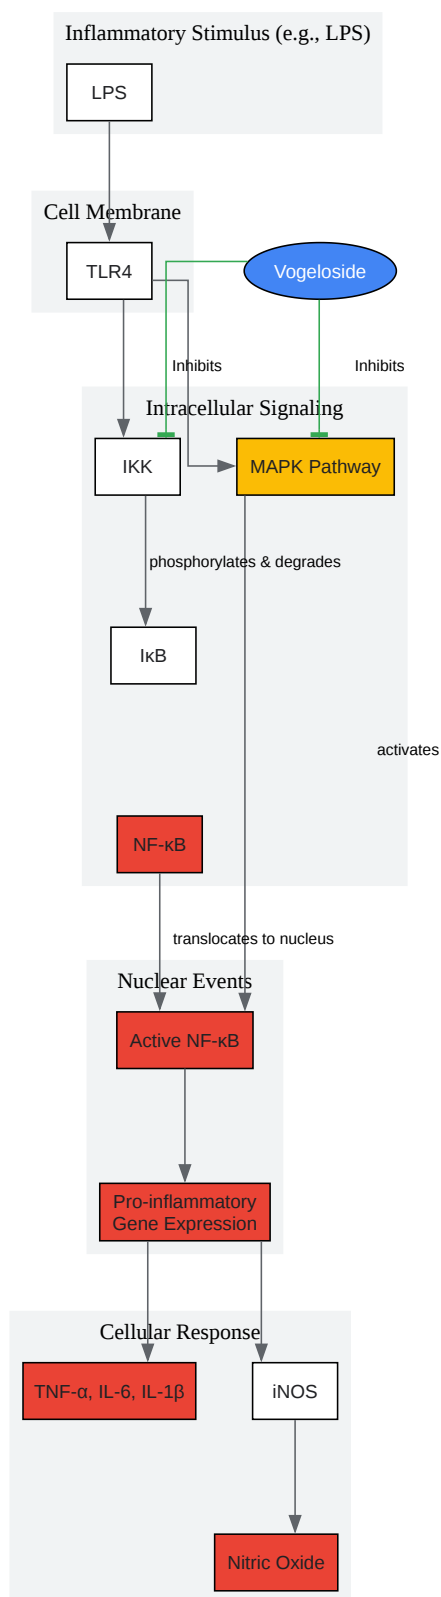 Inflammatory Stimulus (e.g., LPS)
LPS
Cell Membrane
TLR4
Vogeloside
Inhibits
Inhibits
Intracellular Signaling
IKK
MAPK Pathway
phosphorylates & degrades
IκB
activates
NF-κB
translocates to nucleus
Nuclear Events
Active NF-κB
Pro-inflammatory
Gene Expression
Cellular Response
TNF-α, IL-6, IL-1β
iNOS
Nitric Oxide